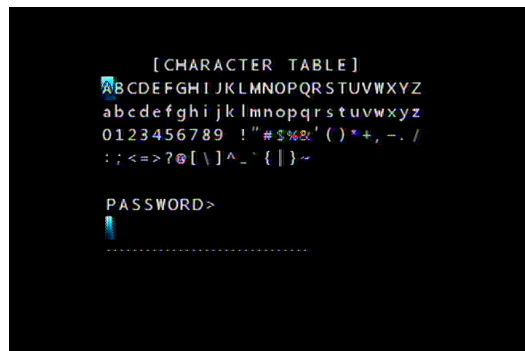 [CHARACTER TABLE]
ABCDEFGHIJKLMNOPQRSTUVWXYZ
abcdefghijklmnopqrstuvwxyz
0123456789 !"#$%&'()*+,-./
:;<=>?@[\]^_`{|}~
PASSWORD>